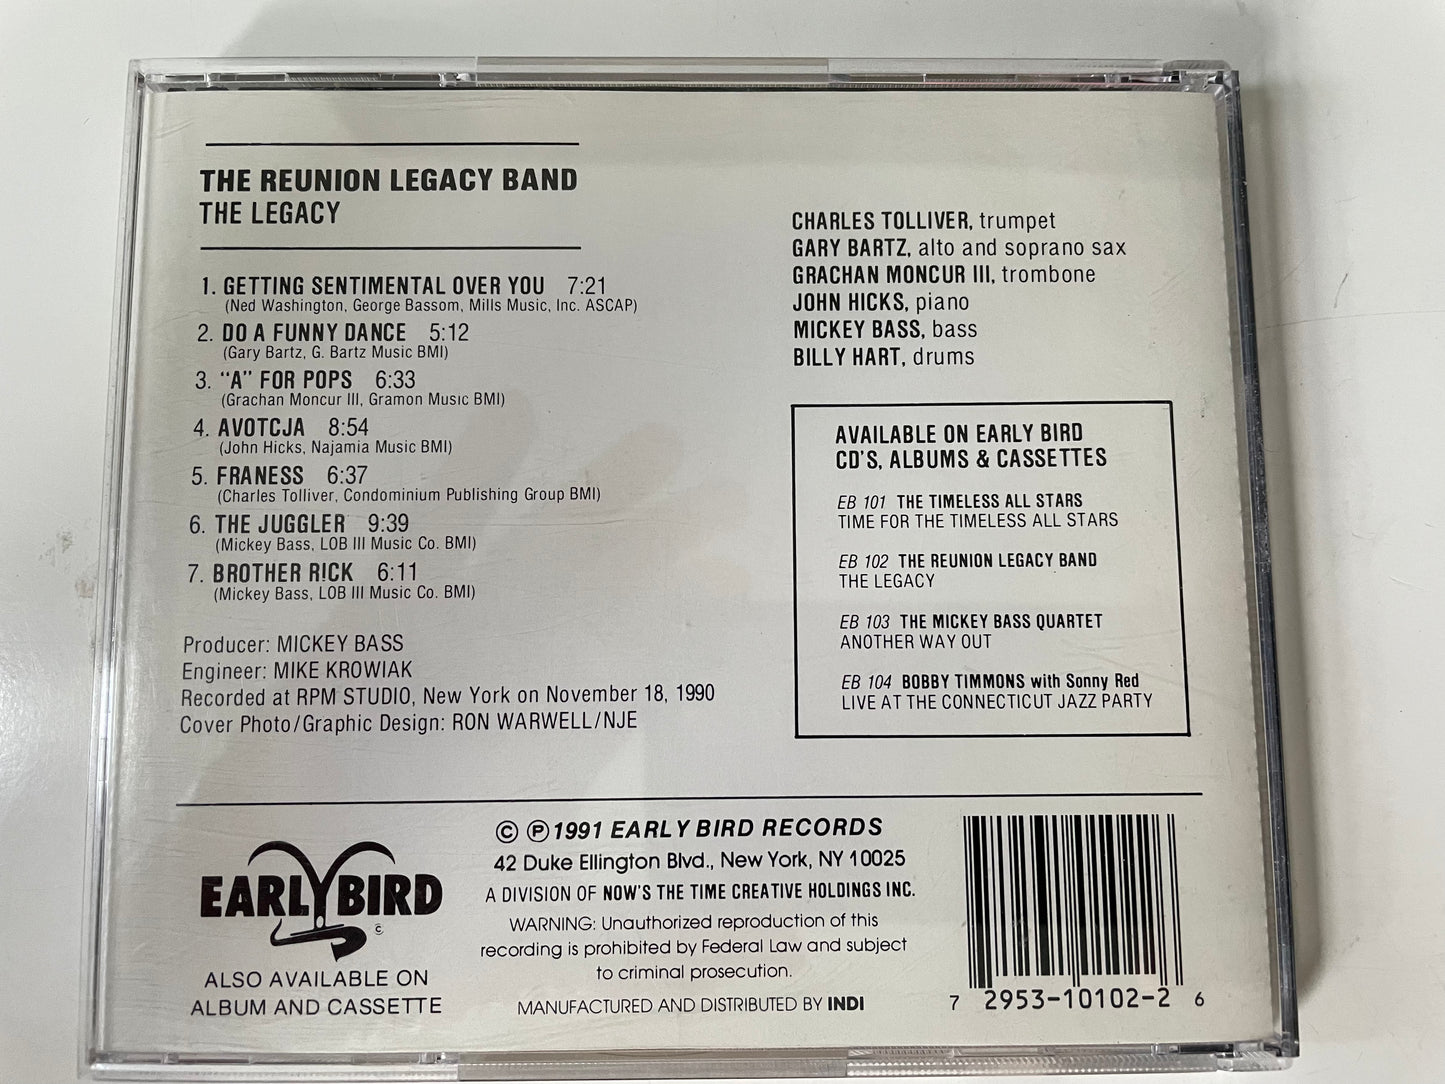 THE REUNION LEGACY BAND
THE LEGACY
1. GETTING SENTIMENTAL OVER YOU 7:21
(Ned Washington, George Bassom, Mills Music, Inc. ASCAP)
2. DO A FUNNY DANCE 5:12
(Gary Bartz, G. Bartz Music BMI)
3. "A" FOR POPS 6:33
(Grachan Moncur III, Gramon Music BMI)
4. AVOTCJA 8:54
(John Hicks, Najamia Music BMI)
5. FRANESS 6:37
(Charles Tolliver, Condominium Publishing Group BMI)
6. THE JUGGLER 9:39
(Mickey Bass, LOB III Music Co. BMI)
7. BROTHER RICK 6:11
(Mickey Bass, LOB III Music Co. BMI)
Producer: MICKEY BASS
Engineer: MIKE KROWIAK
Recorded at RPM STUDIO, New York on November 18, 1990
Cover Photo/Graphic Design: RON WARWELL/NJE
CHARLES TOLLIVER, trumpet
GARY BARTZ, alto and soprano sax
GRACHAN MONCUR III, trombone
JOHN HICKS, piano
MICKEY BASS, bass
BILLY HART, drums
AVAILABLE ON EARLY BIRD
CD'S, ALBUMS & CASSETTES
EB 101 THE TIMELESS ALL STARS
TIME FOR THE TIMELESS ALL STARS
EB 102 THE REUNION LEGACY BAND
THE LEGACY
EB 103 THE MICKEY BASS QUARTET
ANOTHER WAY OUT
EB 104 BOBBY TIMMONS with Sonny Red
LIVE AT THE CONNECTICUT JAZZ PARTY
EARLYBIRD
©
ALSO AVAILABLE ON
ALBUM AND CASSETTE
© ℗ 1991 EARLY BIRD RECORDS
42 Duke Ellington Blvd., New York, NY 10025
A DIVISION OF NOW'S THE TIME CREATIVE HOLDINGS INC.
WARNING: Unauthorized reproduction of this
recording is prohibited by Federal Law and subject
to criminal prosecution.
MANUFACTURED AND DISTRIBUTED BY INDI
7 2953-10102-2 6